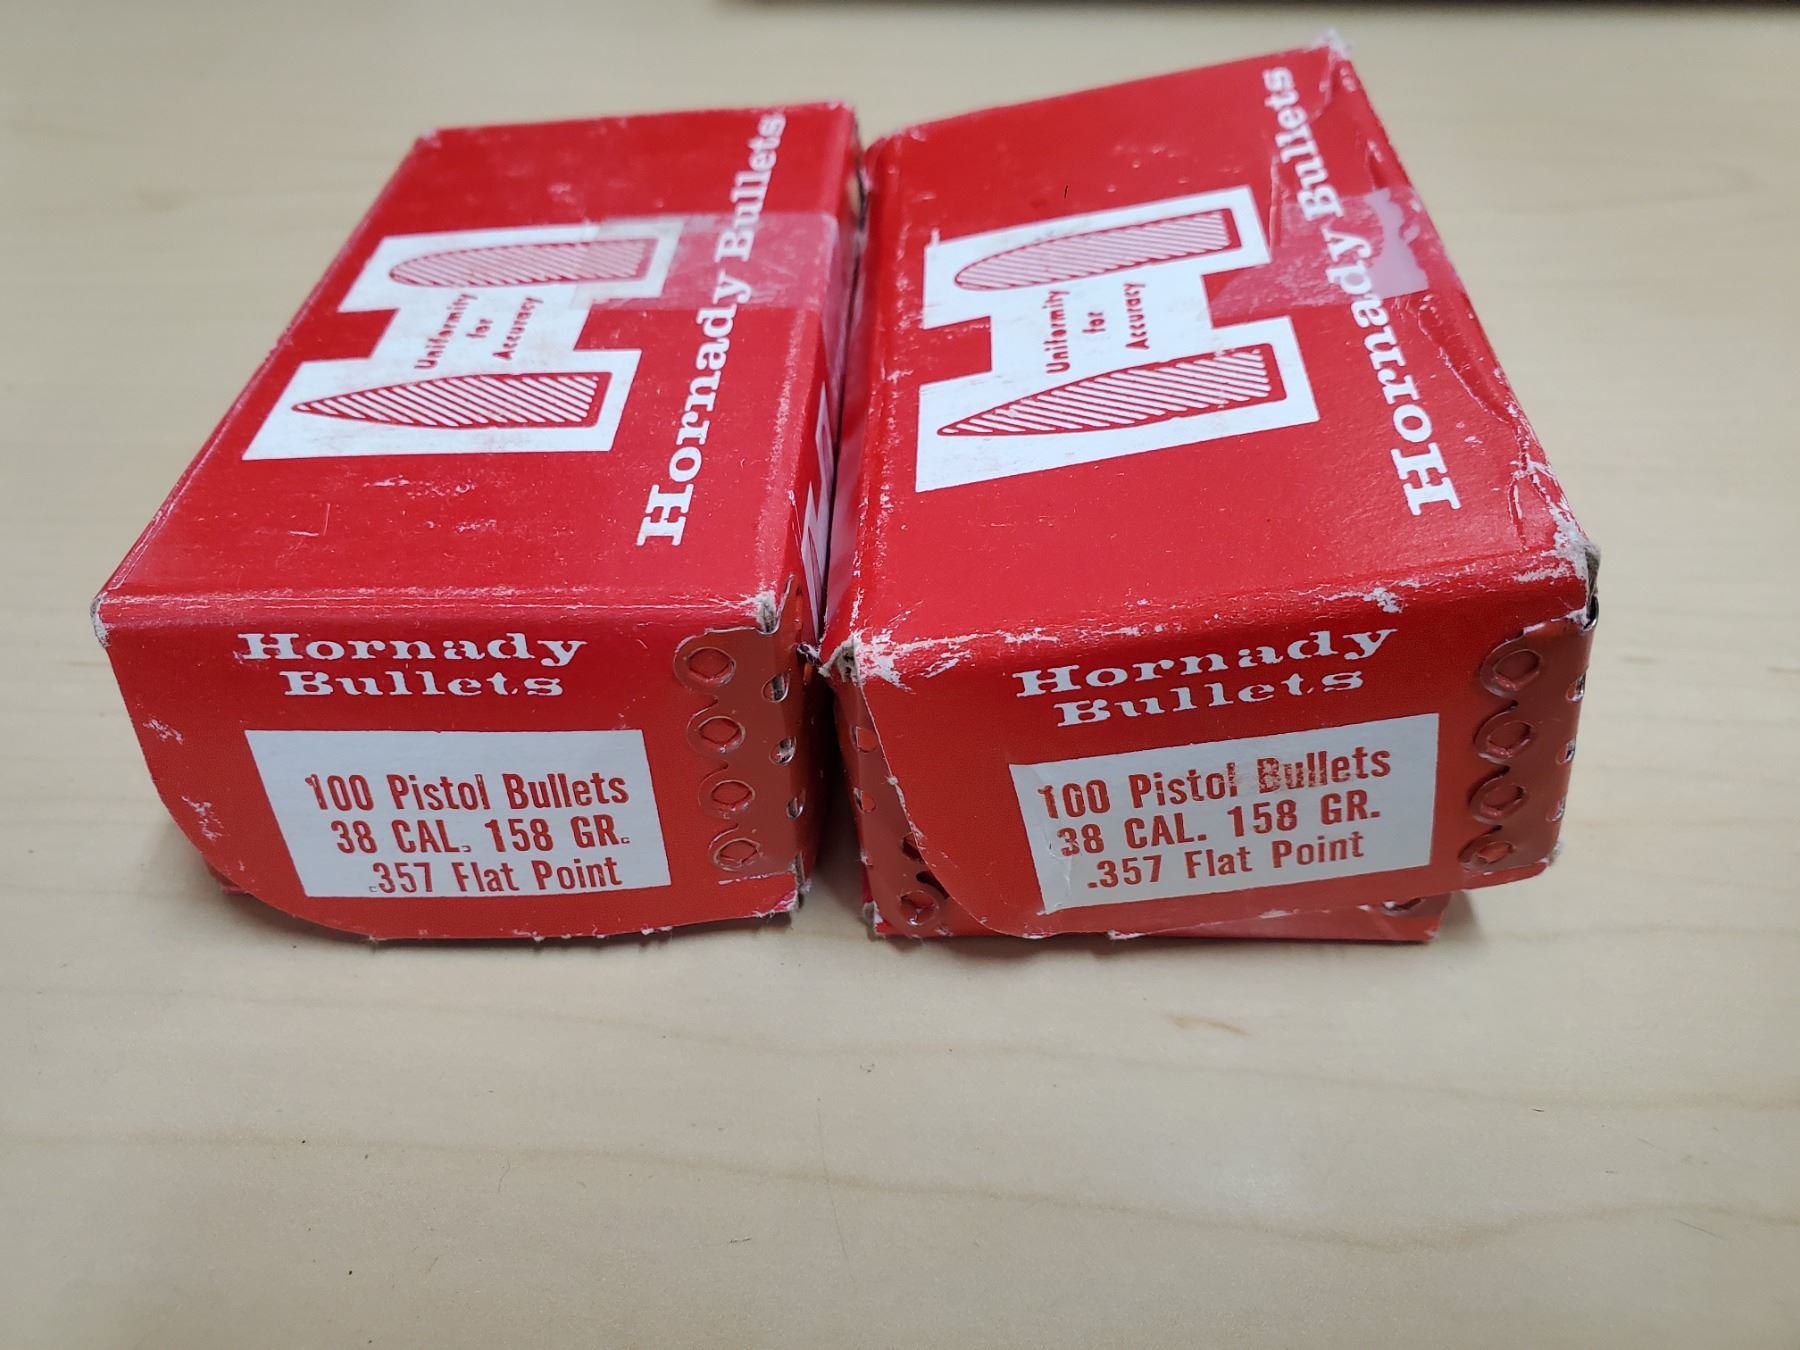 Uniformity
for
Accuracy
Hornady Bullets
Hornady
Bullets
100 Pistol Bullets
38 CAL. 158 GR.
.357 Flat Point
Uniformity
for
Accuracy
Hornady Bullets
Hornady
Bullets
100 Pistol Bullets
38 CAL. 158 GR.
.357 Flat Point